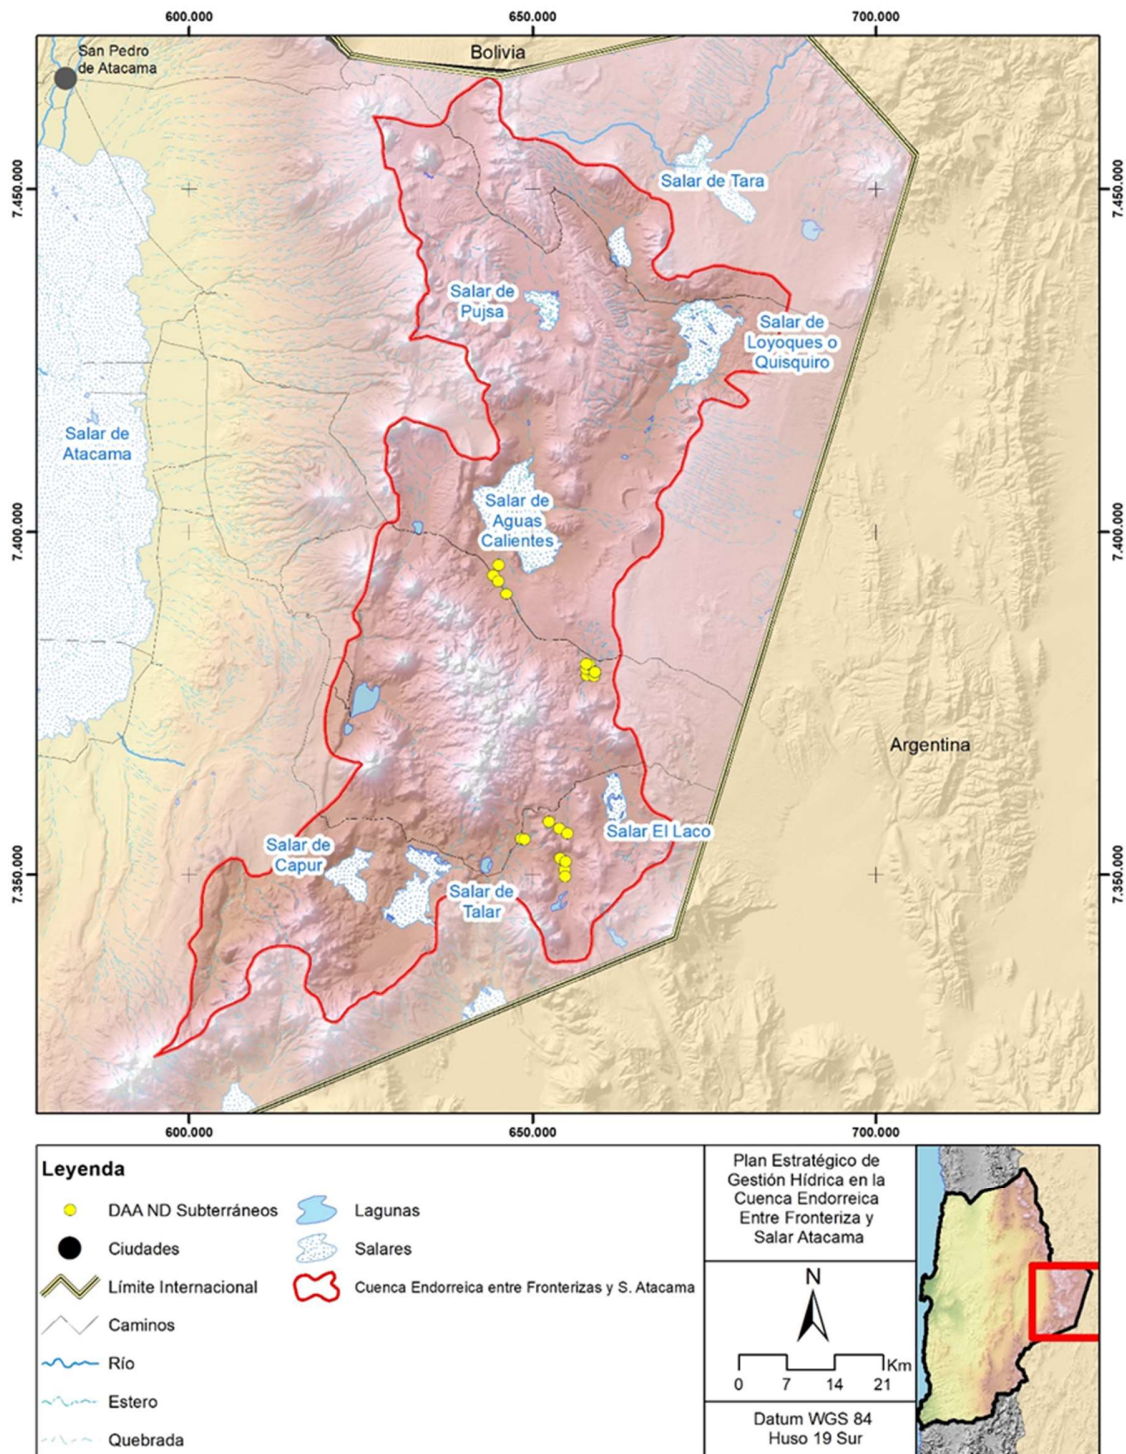 600.000
650.000
700.000
San Pedro
de Atacama
Bolivia
7.450.000
7.450.000
Salar de Tara
Salar de
Pujsa
Salar de
Loyoques o
Quisquiro
Salar de
Atacama
Salar de
Aguas
Calientes
7.400.000
7.400.000
Argentina
Salar El Laco
Salar de
Capur
Salar de
Talar
7.350.000
7.350.000
600.000
650.000
700.000
Leyenda
DAA ND Subterráneos
Ciudades
Límite Internacional
Caminos
Río
Estero
Quebrada
Lagunas
Salares
Cuenca Endorreica entre Fronterizas y S. Atacama
Plan Estratégico de
Gestión Hídrica en la
Cuenca Endorreica
Entre Fronteriza y
Salar Atacama
N
Km
0 7 14 21
Datum WGS 84
Huso 19 Sur